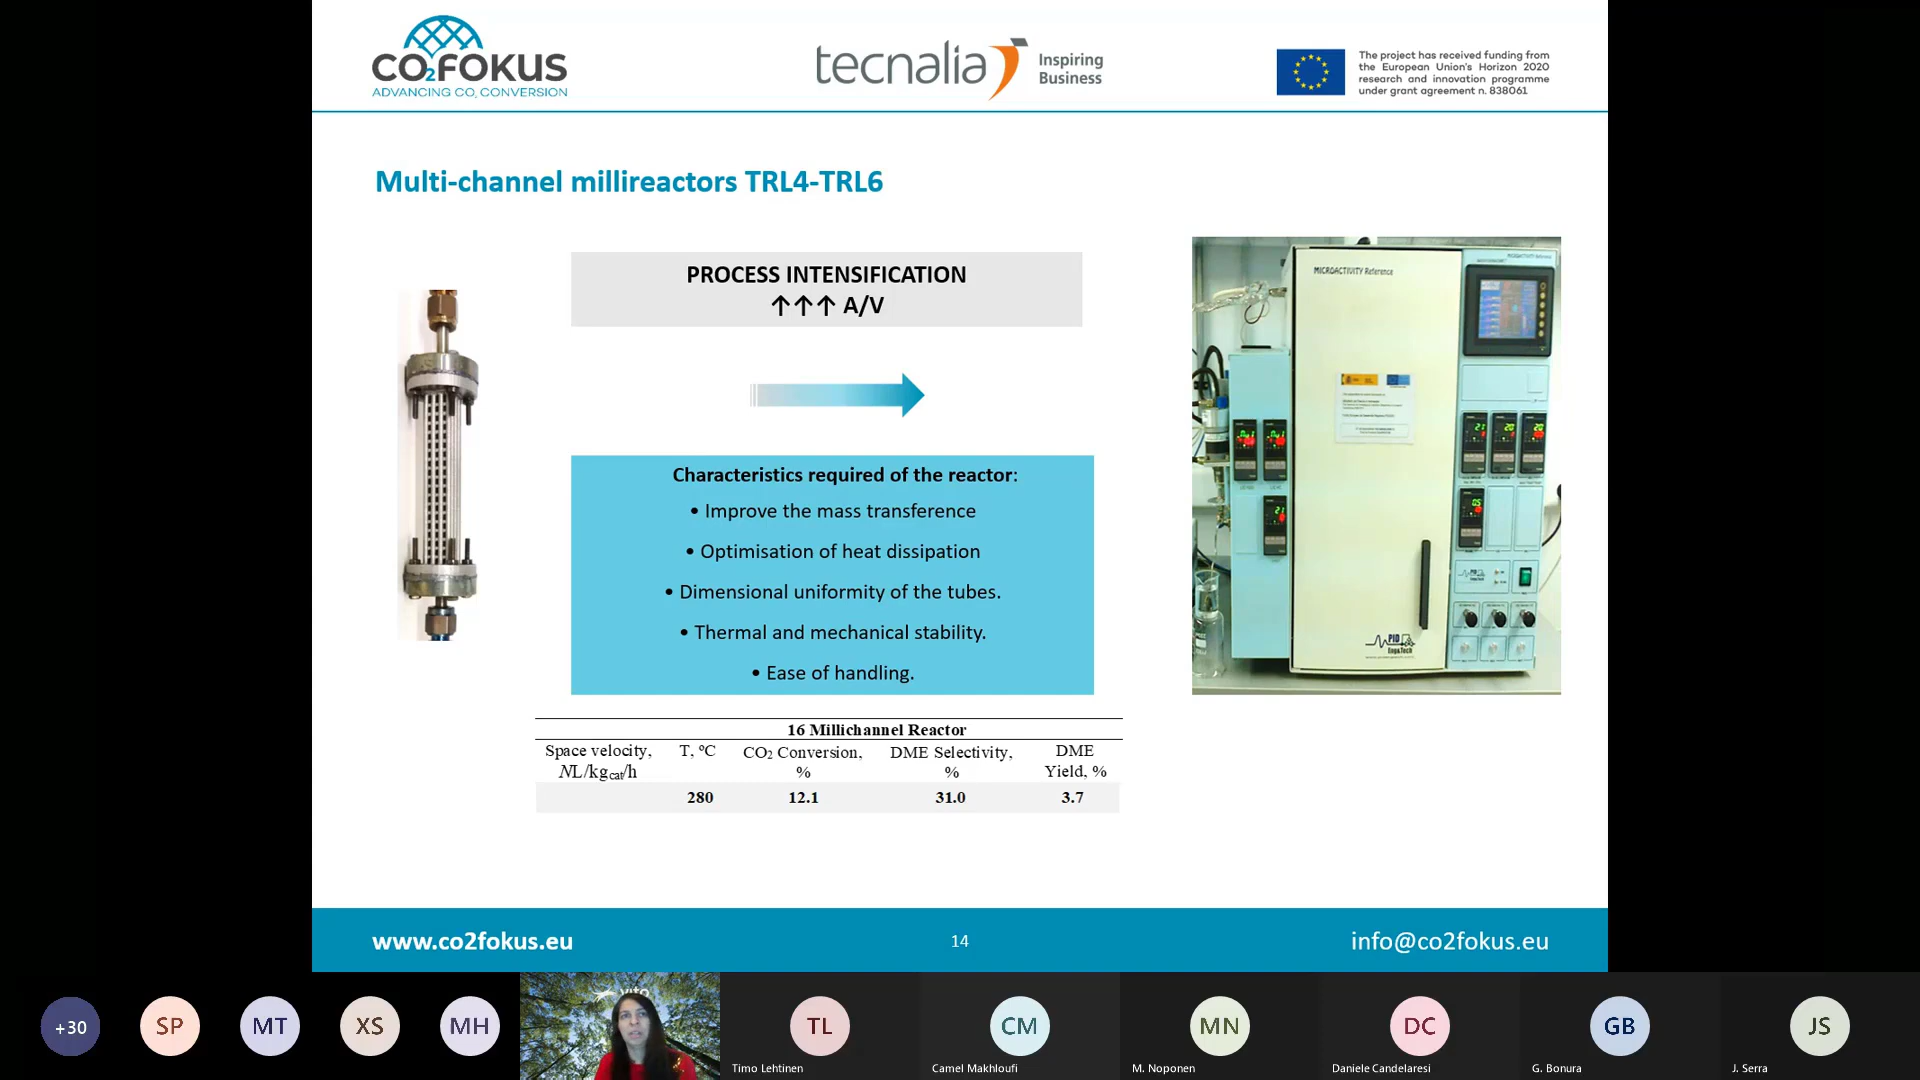 CO2FOKUS
ADVANCING CO2 CONVERSION
tecnalia
Inspiring
Business
The project has received funding from
the European Union's Horizon 2020
research and innovation programme
under grant agreement n. 838061
Multi-channel millireactors TRL4-TRL6
PROCESS INTENSIFICATION
↑↑↑ A/V
Characteristics required of the reactor:
• Improve the mass transference
• Optimisation of heat dissipation
• Dimensional uniformity of the tubes.
• Thermal and mechanical stability.
• Ease of handling.
MICROACTIVITY Reference
PID
Eng&Tech
16 Millichannel Reactor
Space velocity, T, ºC CO2 Conversion, DME Selectivity, DME
NL/kgcat/h % % Yield, %
280 12.1 31.0 3.7
www.co2fokus.eu
14
info@co2fokus.eu
+30
SP
MT
XS
MH
vito
TL
CM
MN
DC
GB
JS
Timo Lehtinen
Camel Makhloufi
M. Noponen
Daniele Candelaresi
G. Bonura
J. Serra